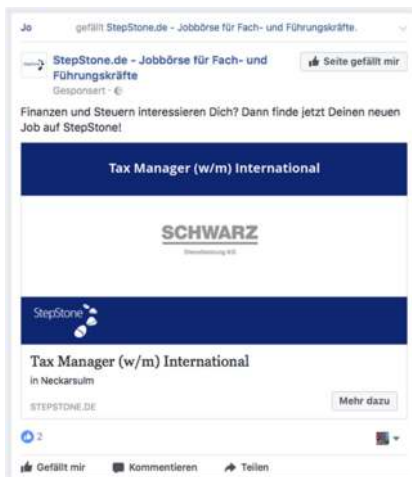 Jo gefällt StepStone.de - Jobbörse für Fach- und Führungskräfte.
StepStone.de - Jobbörse für Fach- und
Führungskräfte
Seite gefällt mir
Gesponsert ·
Finanzen und Steuern interessieren Dich? Dann finde jetzt Deinen neuen
Job auf StepStone!
Tax Manager (w/m) International
SCHWARZ
Dienstleistung KG
StepStone
Tax Manager (w/m) International
in Neckarsulm
STEPSTONE.DE
Mehr dazu
2
Gefällt mir Kommentieren Teilen